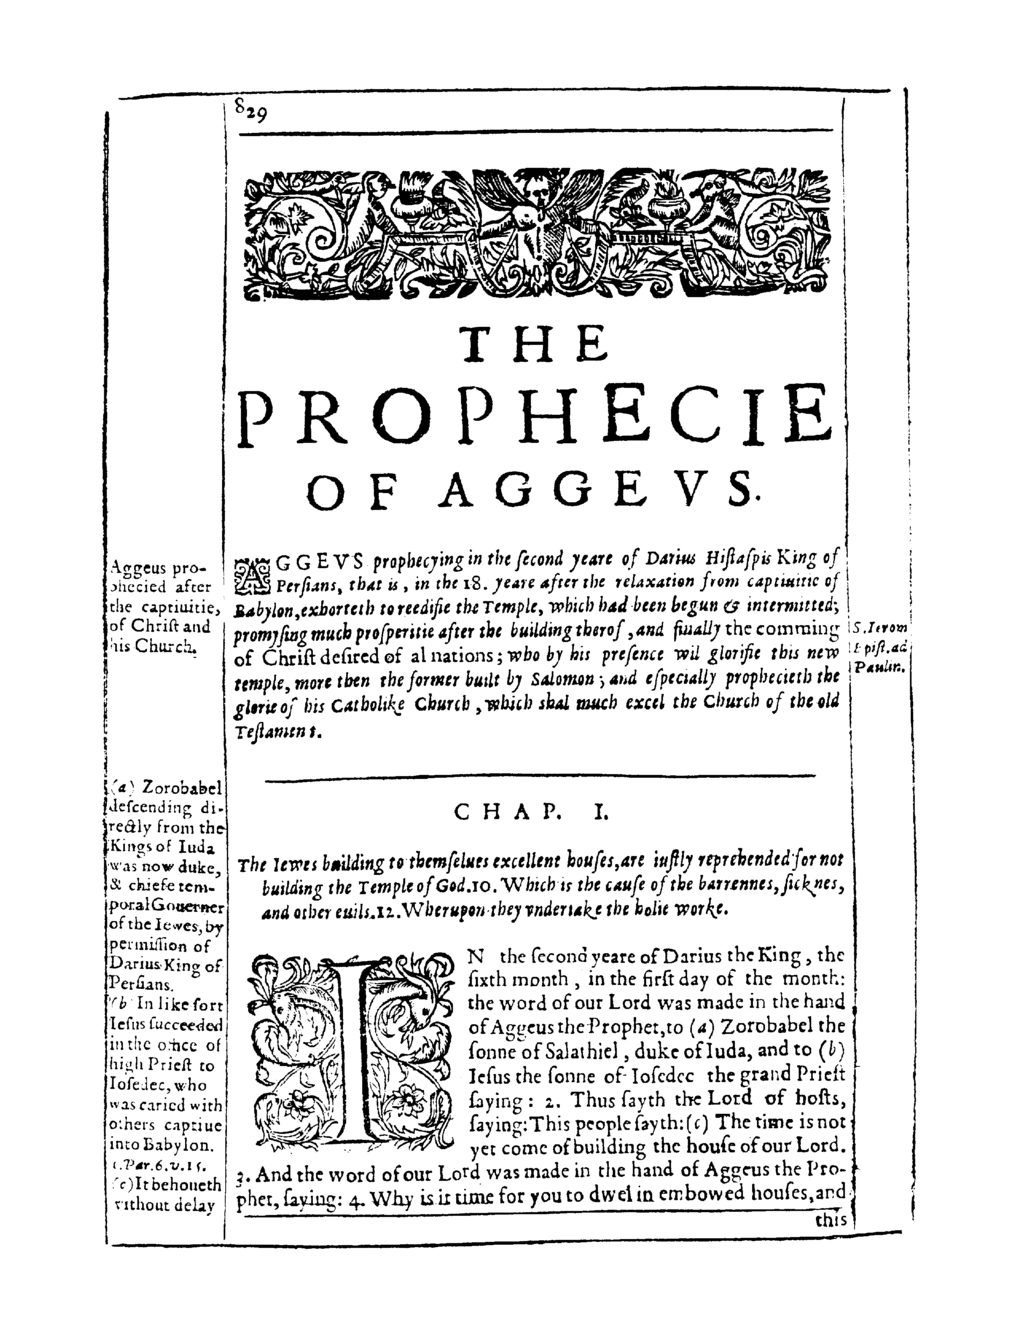 829
THE
PROPHECIE
OF AGGEVS.
Aggeus pro-
phecied after
the captiuitie,
of Christ and
his Church.
AGGEVS prophecying in the second yeare of Darius Histaspis King of
Persians, that is, in the 18. yeare after the relaxation from captiuitie of
Babylon, exhorteth to reedifie the Temple, which had been begun & intermitted;
promysing much prosperitie after the building therof, and finally the comming
of Christ desired of al nations; who by his presence wil glorifie this new
temple, more then the former built by Salomon; and especially prophecieth the
glorie of his Catholike Church, which shal much excel the Church of the old
Testament.
S. Ierom
Epist. ad
Paulin.
CHAP. I.
The Iewes building to themselues excellent houses, are iustly reprehended for not
building the Temple of God. 10. Which is the cause of the barrennes, sicknes,
and other euils. 12. Wherupon they vndertake the holie worke.
(a) Zorobabel
descending di-
rectly from the
Kings of Iuda
was now duke,
& chiefe tem-
poral Gouerner
of the Iewes, by
permission of
Darius King of
Persians.
(b In like sort
Iesus succeeded
in the office of
high Priest to
Iosedec, who
was caried with
others captiue
into Babylon.
1. Par. 6. v. 15.
(c) It behoueth
without delay
IN the second yeare of Darius the King, the
sixth month, in the first day of the month:
the word of our Lord was made in the hand
of Aggeus the Prophet, to (a) Zorobabel the
sonne of Salathiel, duke of Iuda, and to (b)
Iesus the sonne of Iosedec the grand Priest
saying: 2. Thus sayth the Lord of hosts,
saying: This people sayth: (c) The time is not
yet come of building the house of our Lord.
3. And the word of our Lord was made in the hand of Aggeus the Pro-
phet, saying: 4. Why is it time for you to dwel in embowed houses, and
this